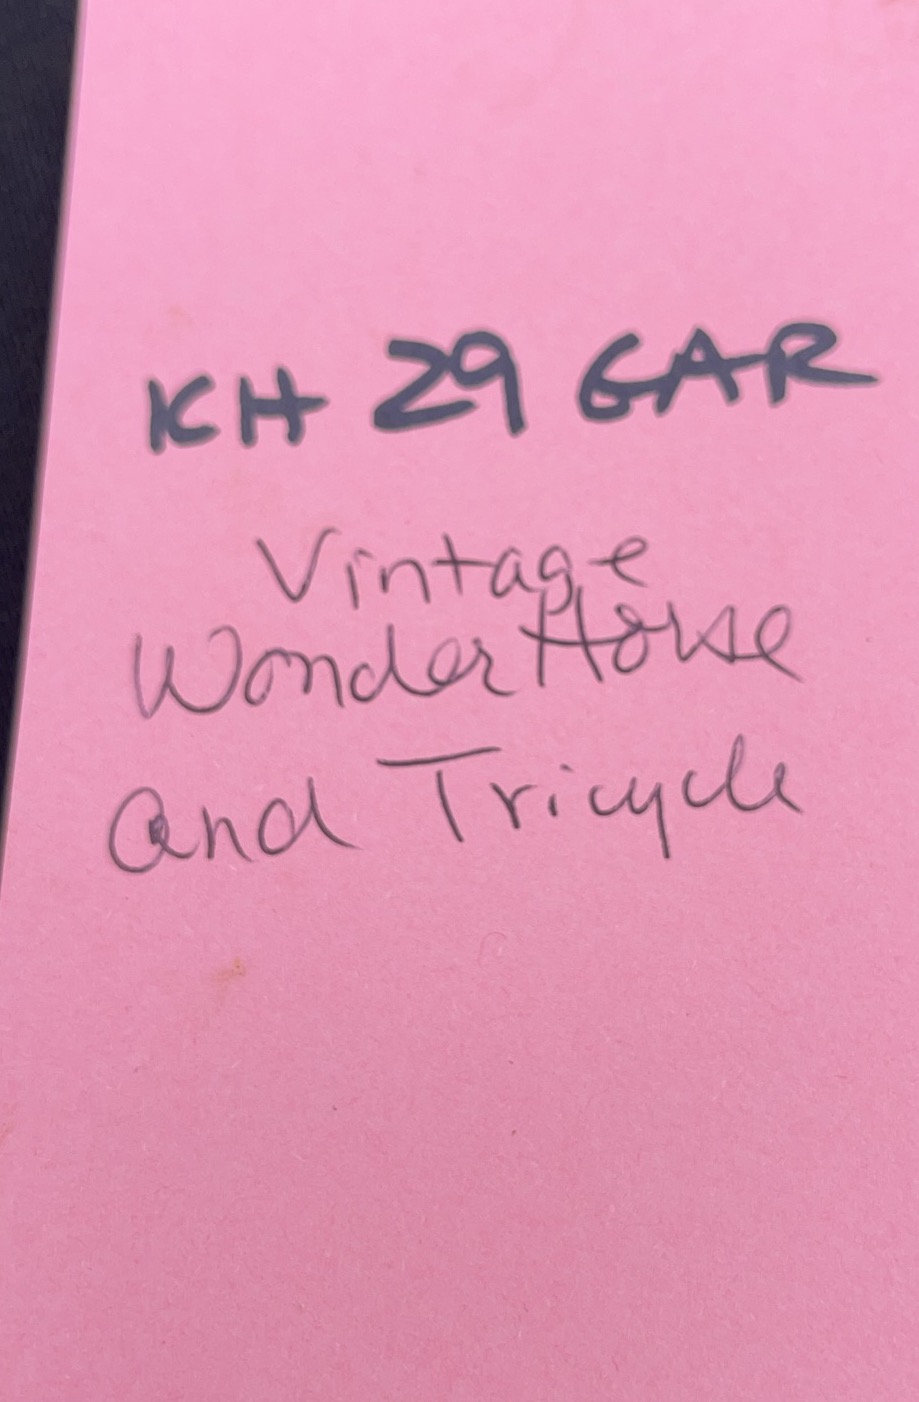 KH 29 GAR
Vintage
Wonder Horse
and Tricycle